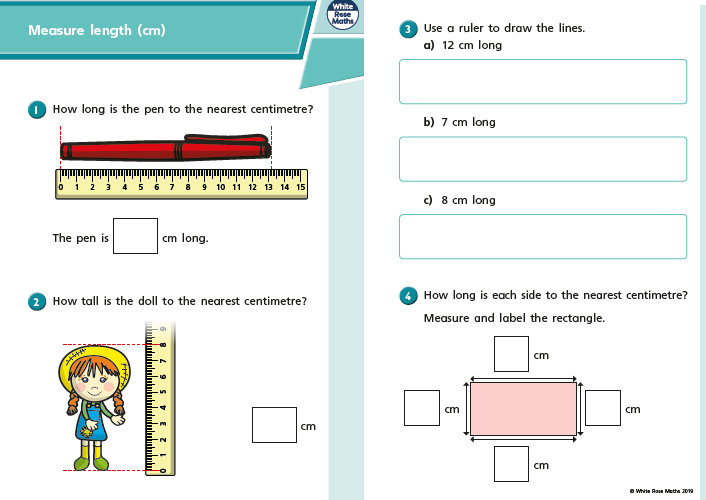 Measure length (cm)
White
Rose
Maths
1 How long is the pen to the nearest centimetre?
0 1 2 3 4 5 6 7 8 9 10 11 12 13 14 15
The pen is cm long.
2 How tall is the doll to the nearest centimetre?
9
8
7
6
5
4
3
2
1
0
cm
3 Use a ruler to draw the lines.
a) 12 cm long
b) 7 cm long
c) 8 cm long
4 How long is each side to the nearest centimetre?
Measure and label the rectangle.
cm
cm
cm
cm
© White Rose Maths 2019